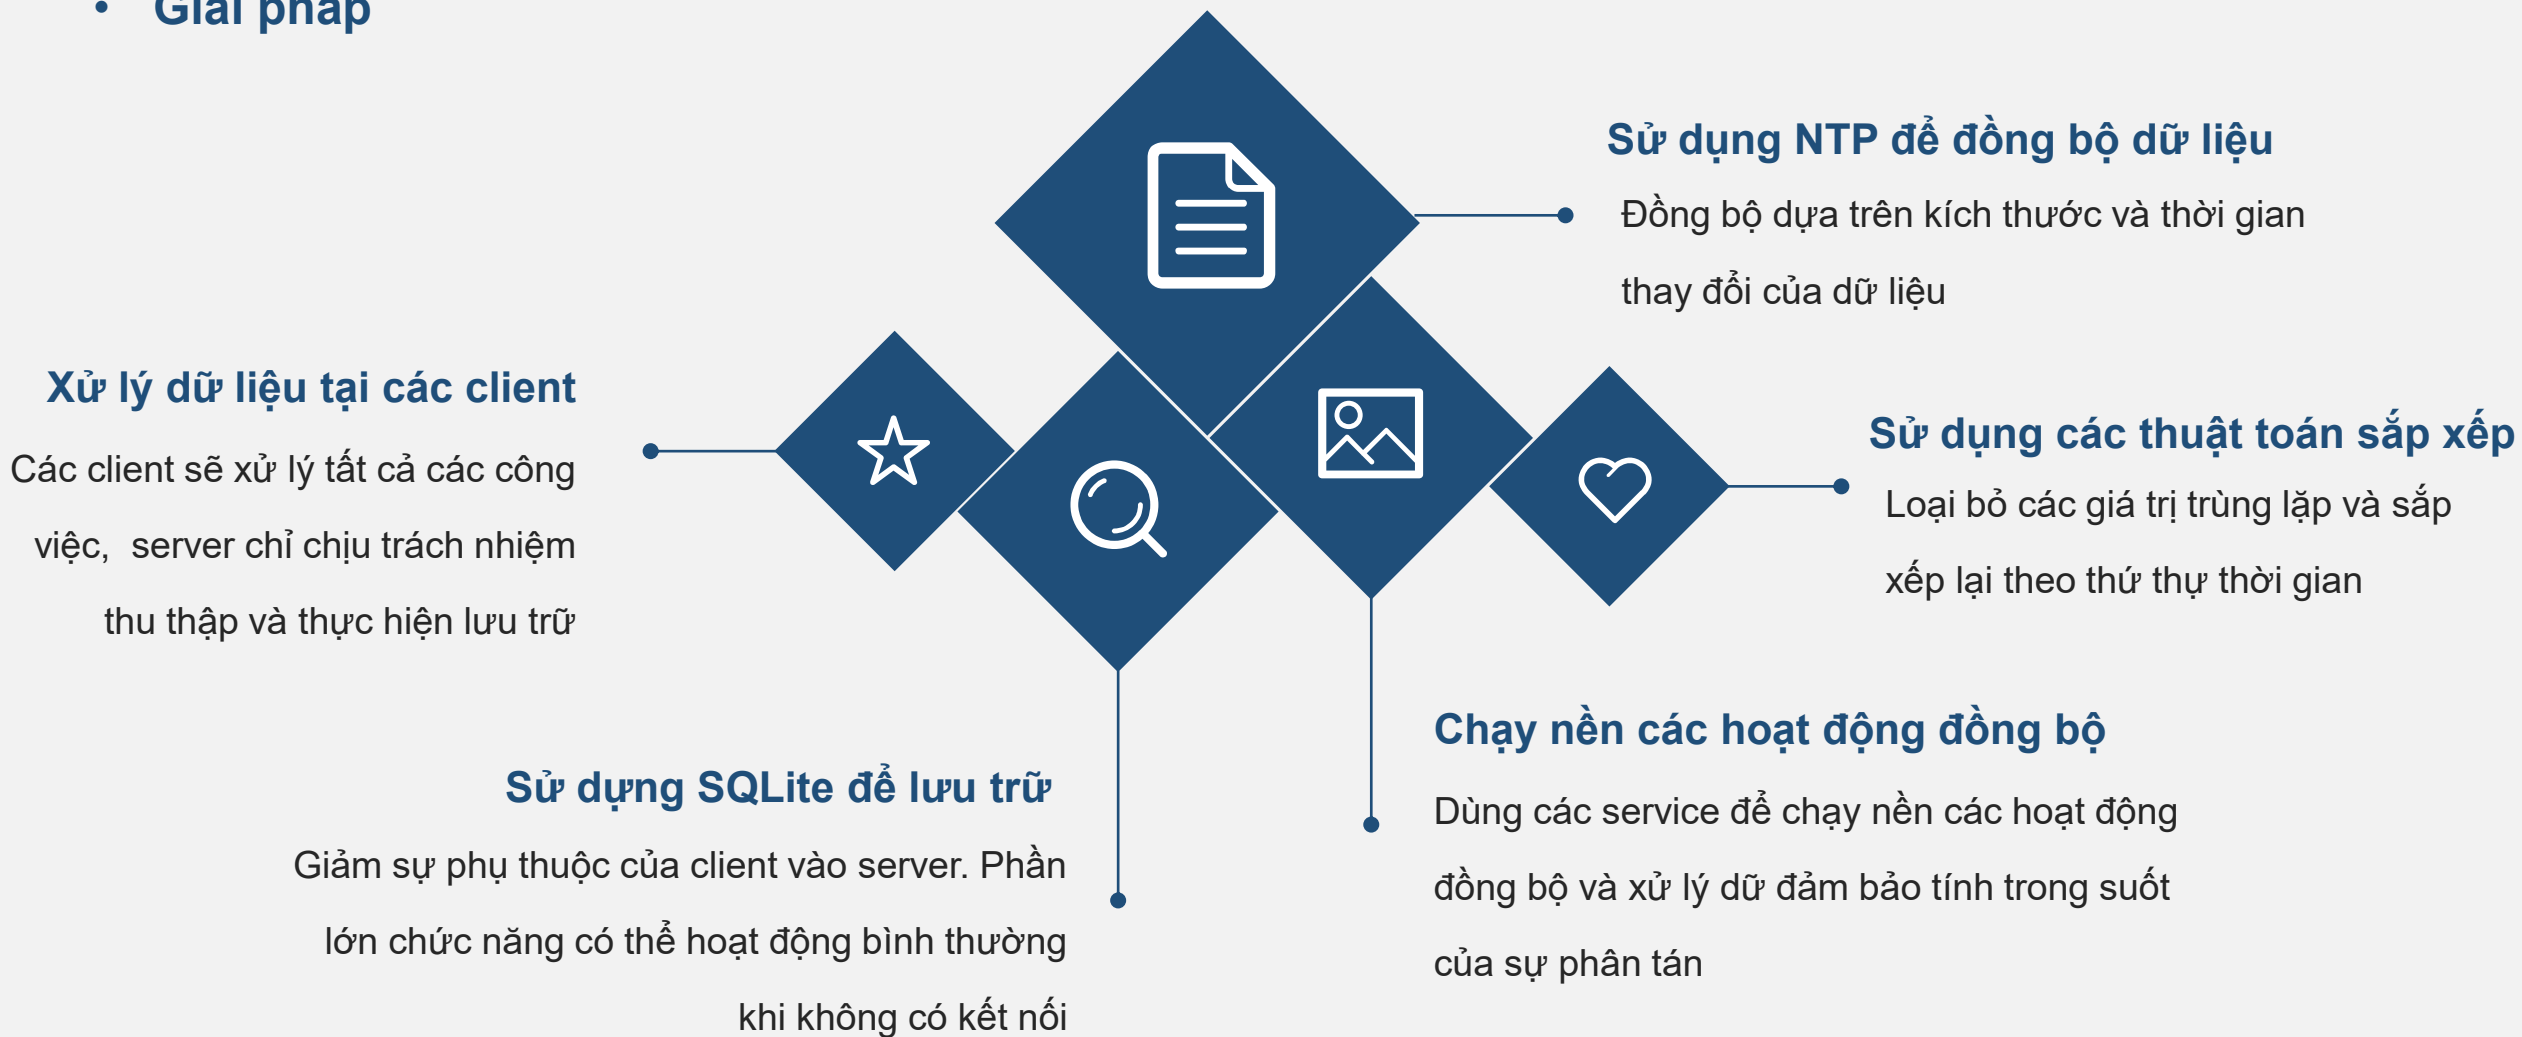 • Giải pháp
Sử dụng NTP để đồng bộ dữ liệu
Đồng bộ dựa trên kích thước và thời gian
thay đổi của dữ liệu
Xử lý dữ liệu tại các client
Các client sẽ xử lý tất cả các công
việc,  server chỉ chịu trách nhiệm
thu thập và thực hiện lưu trữ
Sử dụng các thuật toán sắp xếp
Loại bỏ các giá trị trùng lặp và sắp
xếp lại theo thứ thự thời gian
Sử dựng SQLite để lưu trữ
Giảm sự phụ thuộc của client vào server. Phần
lớn chức năng có thể hoạt động bình thường
khi không có kết nối
Chạy nền các hoạt động đồng bộ
Dùng các service để chạy nền các hoạt động
đồng bộ và xử lý dữ đảm bảo tính trong suốt
của sự phân tán